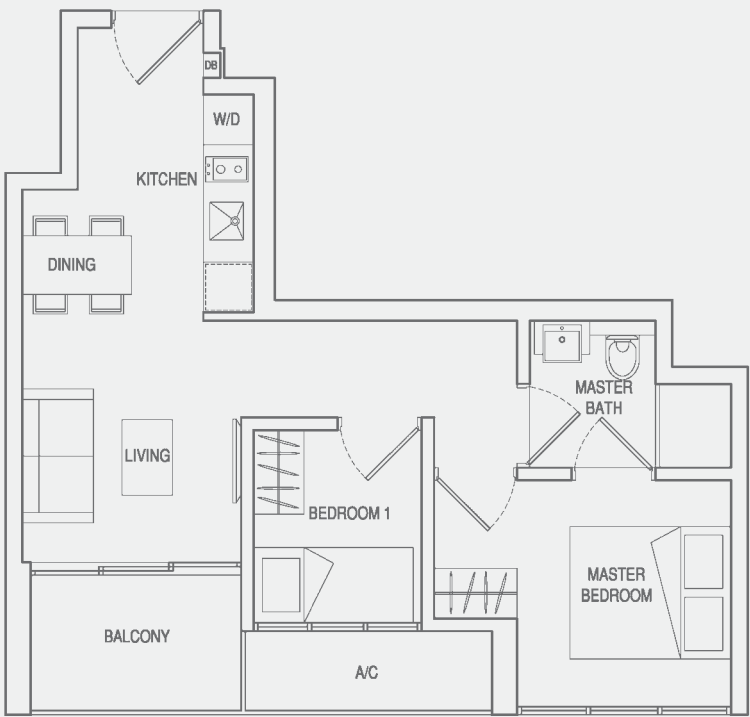 DB
W/D
KITCHEN
DINING
MASTER
BATH
LIVING
BEDROOM 1
MASTER
BEDROOM
BALCONY
A/C